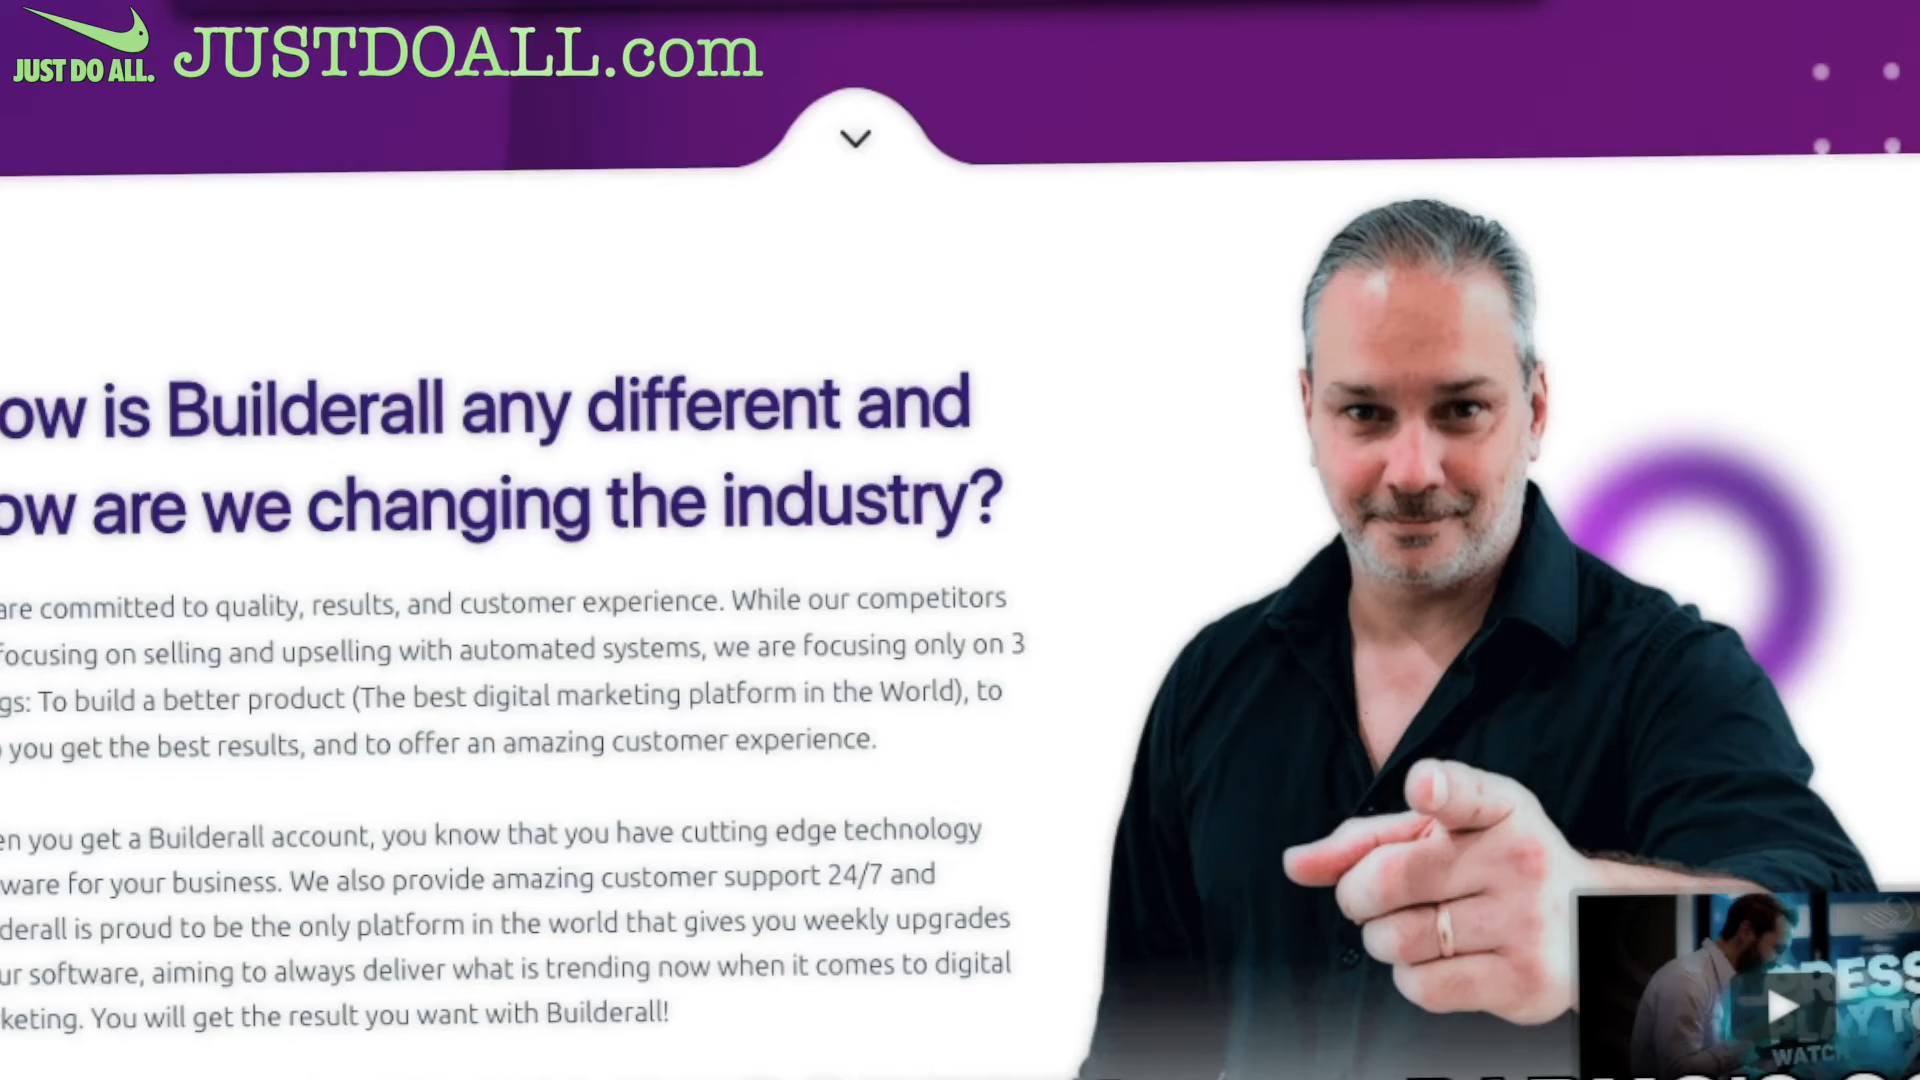 JUST DO ALL.
JUSTDOALL.com
ow is Builderall any different and
ow are we changing the industry?
are committed to quality, results, and customer experience. While our competitors
focusing on selling and upselling with automated systems, we are focusing only on 3
gs: To build a better product (The best digital marketing platform in the World), to
you get the best results, and to offer an amazing customer experience.
en you get a Builderall account, you know that you have cutting edge technology
ware for your business. We also provide amazing customer support 24/7 and
derall is proud to be the only platform in the world that gives you weekly upgrades
ur software, aiming to always deliver what is trending now when it comes to digital
keting. You will get the result you want with Builderall!
PRESS
PLAY TO
WATCH